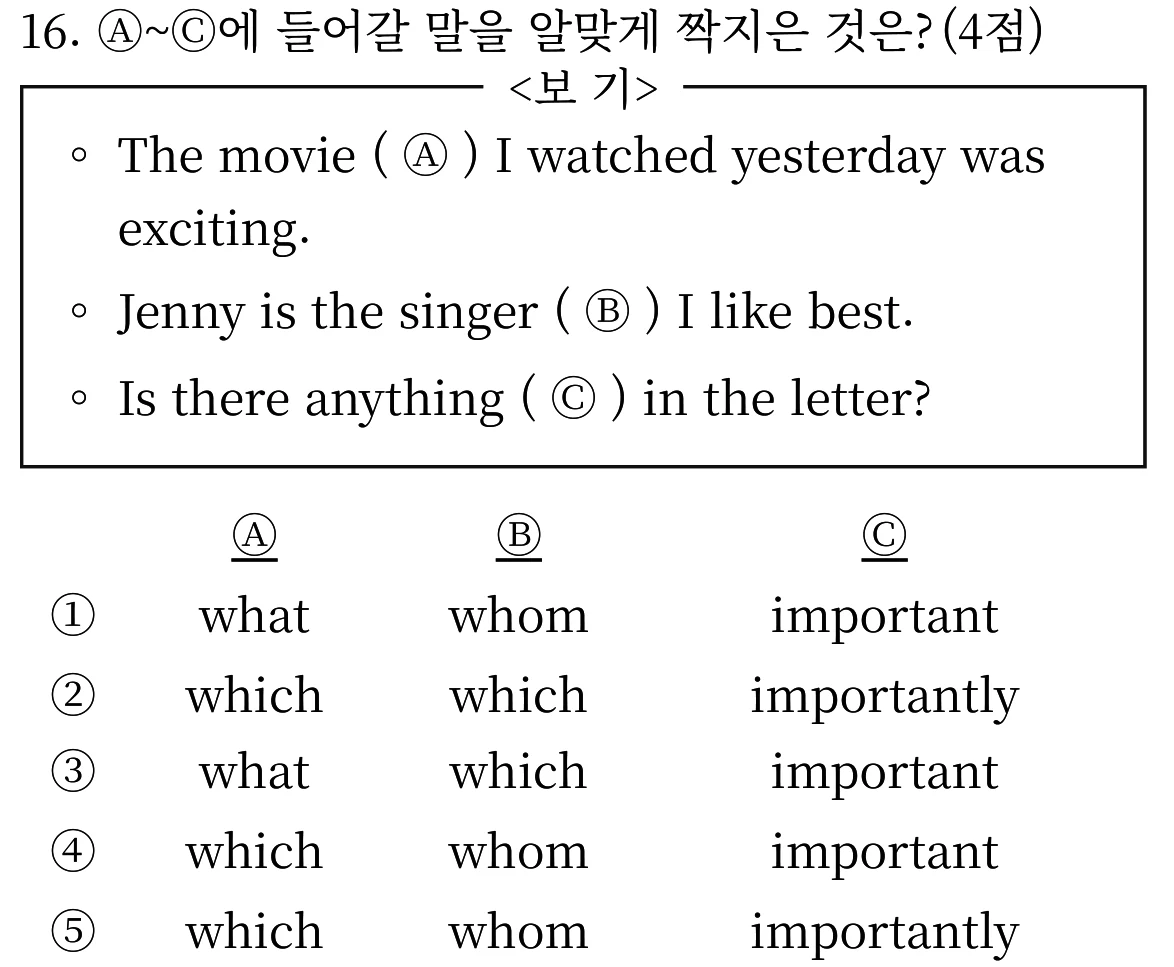 16. Ⓐ~Ⓒ에 들어갈 말을 알맞게 짝지은 것은?(4점)
<보 기>
◦ The movie ( Ⓐ ) I watched yesterday was
exciting.
◦ Jenny is the singer ( Ⓑ ) I like best.
◦ Is there anything ( Ⓒ ) in the letter?
Ⓐ Ⓑ Ⓒ
① what whom important
② which which importantly
③ what which important
④ which whom important
⑤ which whom importantly